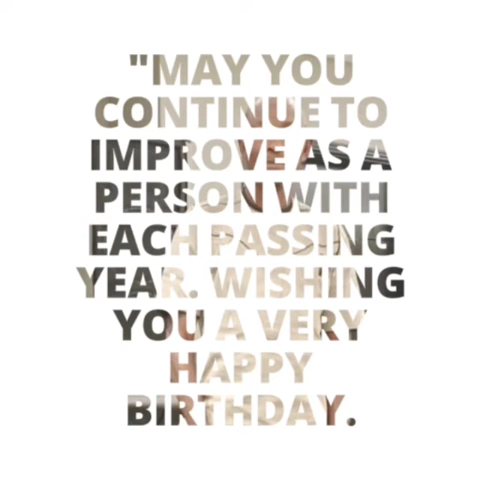 "MAY YOU
CONTINUE TO
IMPROVE AS A
PERSON WITH
EACH PASSING
YEAR. WISHING
YOU A VERY
HAPPY
BIRTHDAY.